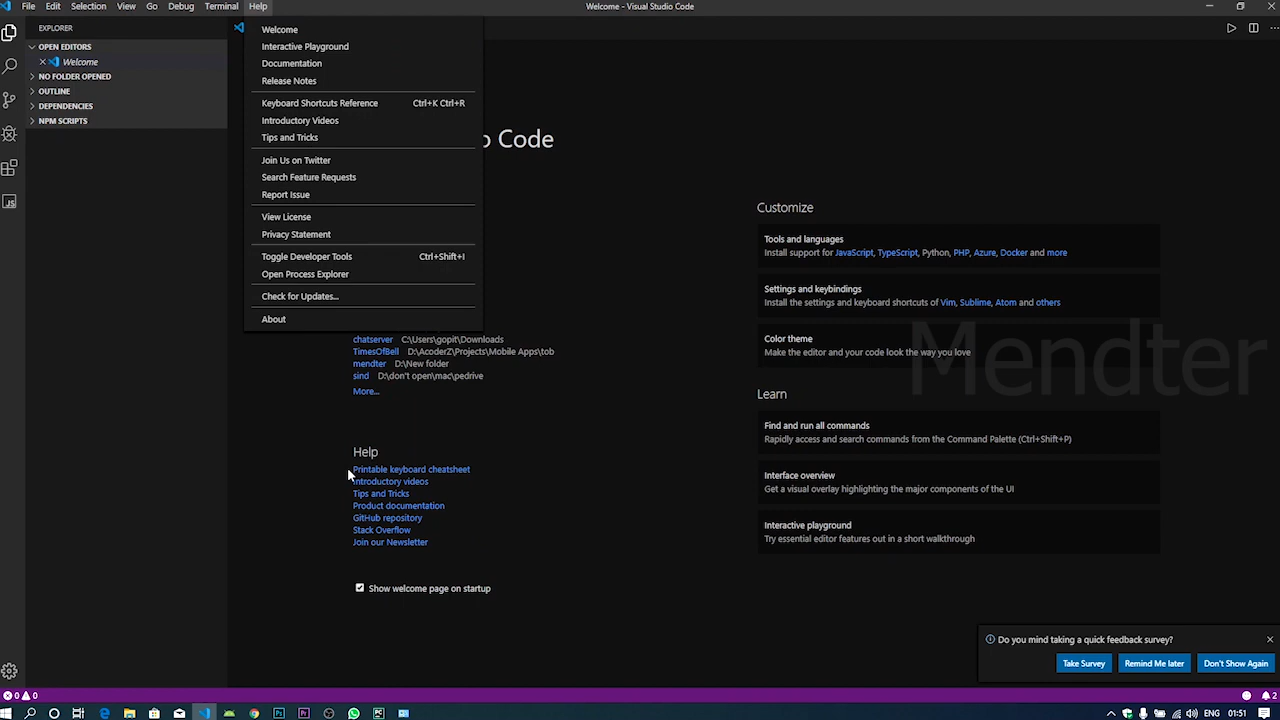 File Edit Selection View Go Debug Terminal Help
Welcome - Visual Studio Code
EXPLORER
OPEN EDITORS
Welcome
NO FOLDER OPENED
OUTLINE
DEPENDENCIES
NPM SCRIPTS
Welcome
Interactive Playground
Documentation
Release Notes
Keyboard Shortcuts Reference Ctrl+K Ctrl+R
Introductory Videos
Tips and Tricks
Join Us on Twitter
Search Feature Requests
Report Issue
View License
Privacy Statement
Toggle Developer Tools Ctrl+Shift+I
Open Process Explorer
Check for Updates...
About
Code
chatserver C:\Users\gopit\Downloads
TimesOfBell D:\AcoderZ\Projects\Mobile Apps\tob
mendter D:\New folder
sind D:\don't open\mac\pedrive
More...
Help
Printable keyboard cheatsheet
Introductory videos
Tips and Tricks
Product documentation
GitHub repository
Stack Overflow
Join our Newsletter
Show welcome page on startup
Customize
Tools and languages
Install support for JavaScript, TypeScript, Python, PHP, Azure, Docker and more
Settings and keybindings
Install the settings and keyboard shortcuts of Vim, Sublime, Atom and others
Color theme
Make the editor and your code look the way you love
Mendter
Learn
Find and run all commands
Rapidly access and search commands from the Command Palette (Ctrl+Shift+P)
Interface overview
Get a visual overlay highlighting the major components of the UI
Interactive playground
Try essential editor features out in a short walkthrough
Do you mind taking a quick feedback survey?
Take Survey Remind Me later Don't Show Again
0 0
2
ENG 01:51